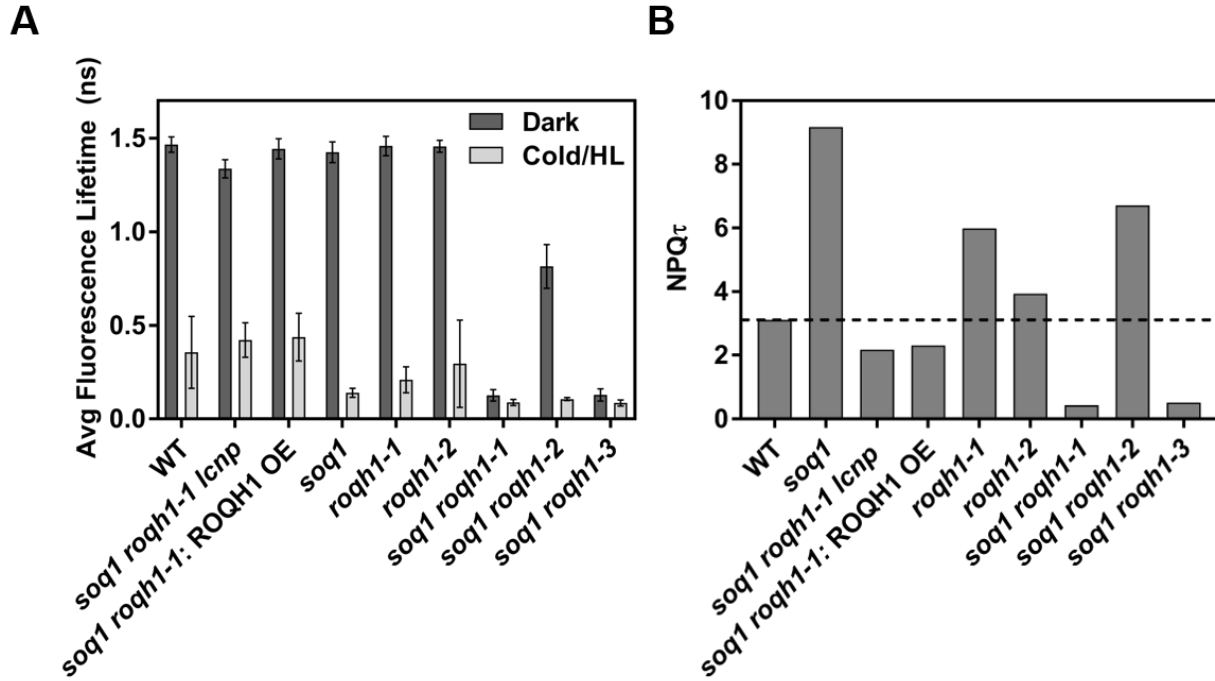 A
Avg Fluorescence Lifetime (ns)
1.5
1.0
0.5
0.0
Dark
Cold/HL
WT
soq1 roqh1-1 lcnp
soq1 roqh1-1: ROQH1 OE
soq1
roqh1-1
roqh1-2
soq1 roqh1-1
soq1 roqh1-2
soq1 roqh1-3
B
NPQτ
10
8
6
4
2
0
WT
soq1
soq1 roqh1-1 lcnp
soq1 roqh1-1: ROQH1 OE
roqh1-1
roqh1-2
soq1 roqh1-1
soq1 roqh1-2
soq1 roqh1-3